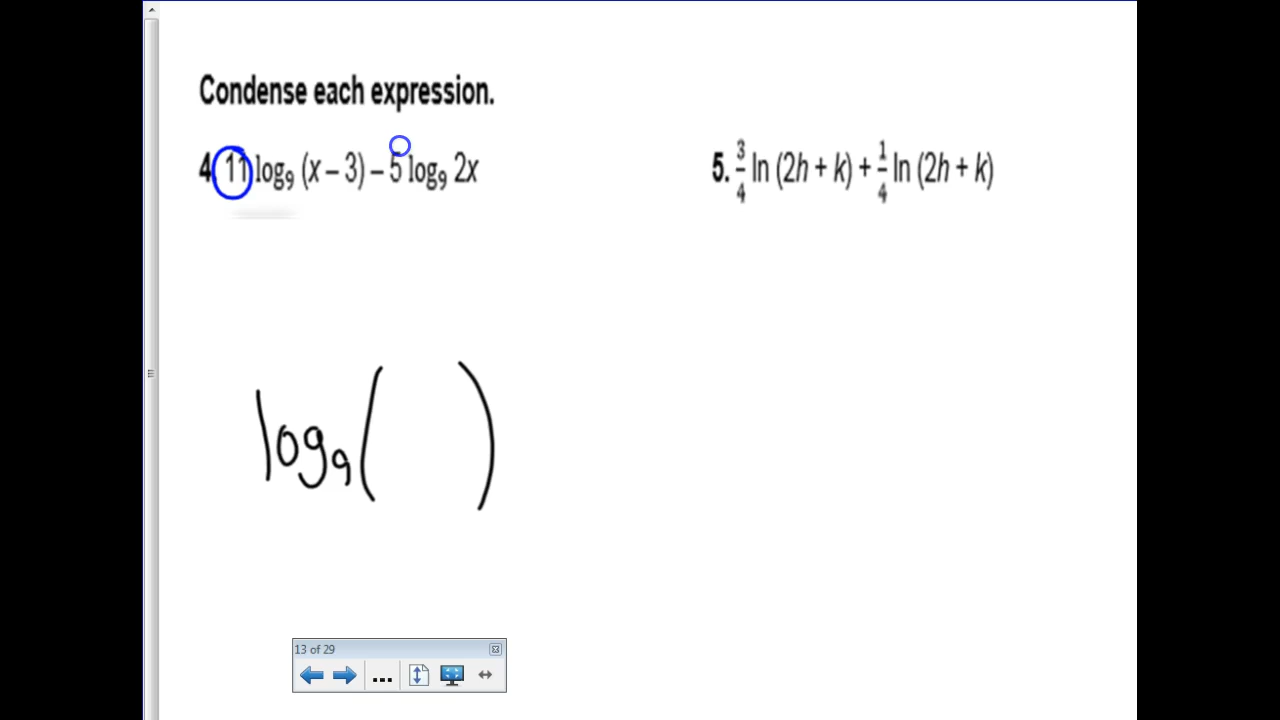 Condense each expression.
4. 11 log₉ (x – 3) – 5 log₉ 2x
5. 3/4 ln (2h + k) + 1/4 ln (2h + k)
log₉( )
13 of 29
...